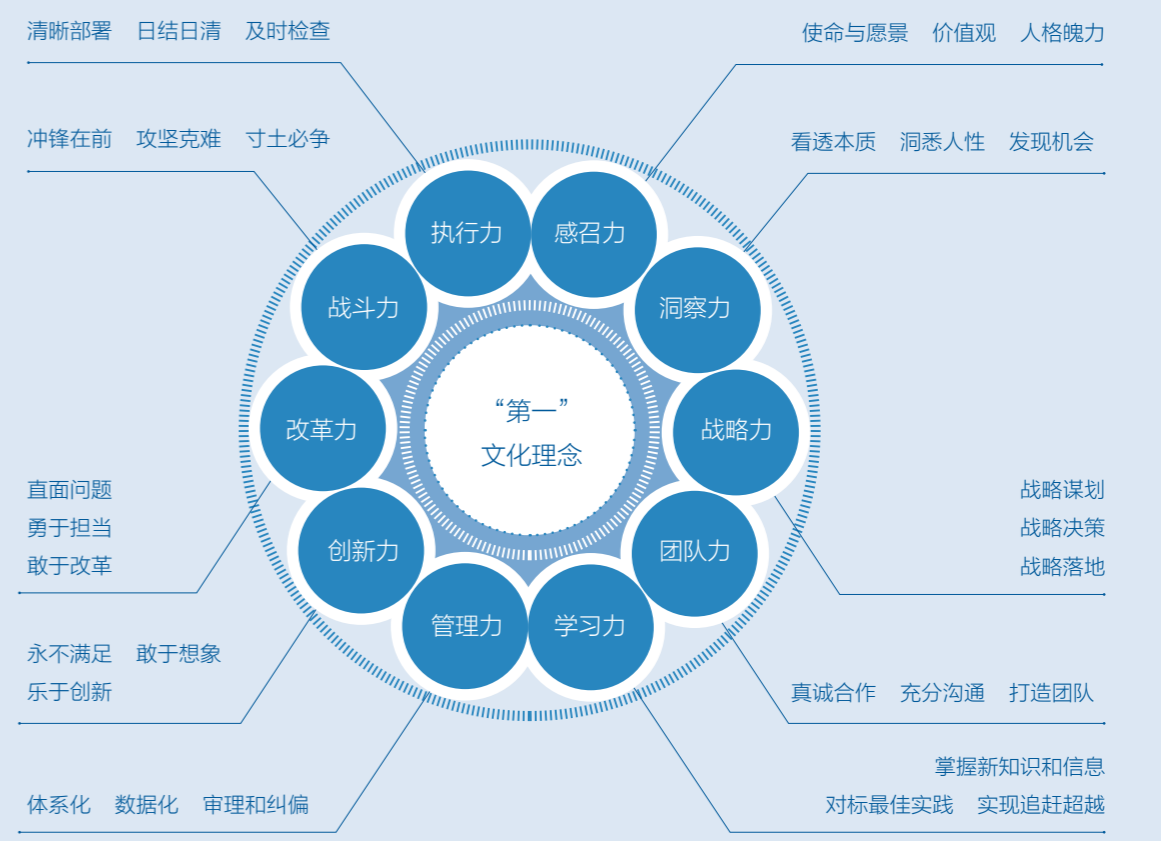 清晰部署 日结日清 及时检查
使命与愿景 价值观 人格魄力
冲锋在前 攻坚克难 寸土必争
看透本质 洞悉人性 发现机会
执行力
感召力
战斗力
洞察力
改革力
战略力
“第一”
文化理念
创新力
团队力
管理力
学习力
直面问题
勇于担当
敢于改革
战略谋划
战略决策
战略落地
永不满足 敢于想象
乐于创新
真诚合作 充分沟通 打造团队
体系化 数据化 审理和纠偏
掌握新知识和信息
对标最佳实践 实现追赶超越